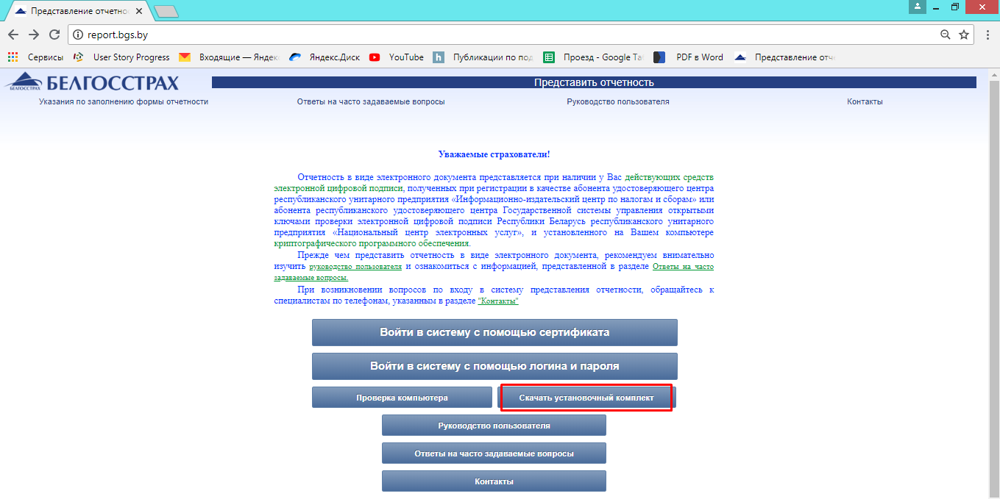 Представление отчетно
report.bgs.by
Сервисы User Story Progress Входящие — Яндек Яндекс.Диск YouTube h Публикации по под Проезд - Google Та PDF в Word Представление отч
БЕЛГОССТРАХ БЕЛГОССТРАХ Представить отчетность
Указания по заполнению формы отчетности Ответы на часто задаваемые вопросы Руководство пользователя Контакты
Уважаемые страхователи!
Отчетность в виде электронного документа представляется при наличии у Вас действующих средств
электронной цифровой подписи, полученных при регистрации в качестве абонента удостоверяющего центра
республиканского унитарного предприятия «Информационно-издательский центр по налогам и сборам» или
абонента республиканского удостоверяющего центра Государственной системы управления открытыми
ключами проверки электронной цифровой подписи Республики Беларусь республиканского унитарного
предприятия «Национальный центр электронных услуг», и установленного на Вашем компьютере
криптографического программного обеспечения.
Прежде чем представить отчетность в виде электронного документа, рекомендуем внимательно
изучить руководство пользователя и ознакомиться с информацией, представленной в разделе Ответы на часто
задаваемые вопросы.
При возникновении вопросов по входу в систему представления отчетности, обращайтесь к
специалистам по телефонам, указанным в разделе "Контакты"
Войти в систему с помощью сертификата
Войти в систему с помощью логина и пароля
Проверка компьютера Скачать установочный комплект
Руководство пользователя
Ответы на часто задаваемые вопросы
Контакты